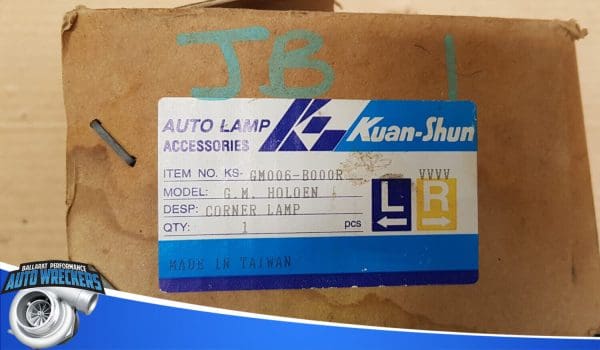 JB 1
AUTO LAMP
ACCESSORIES
Kuan-Shun
ITEM NO. KS- GM006-B000R VVVV
MODEL: G.M. HOLDEN
DESP: CORNER LAMP
QTY: 1 pcs
L R
MADE IN TAIWAN
BALLARAT PERFORMANCE
AUTO WRECKERS